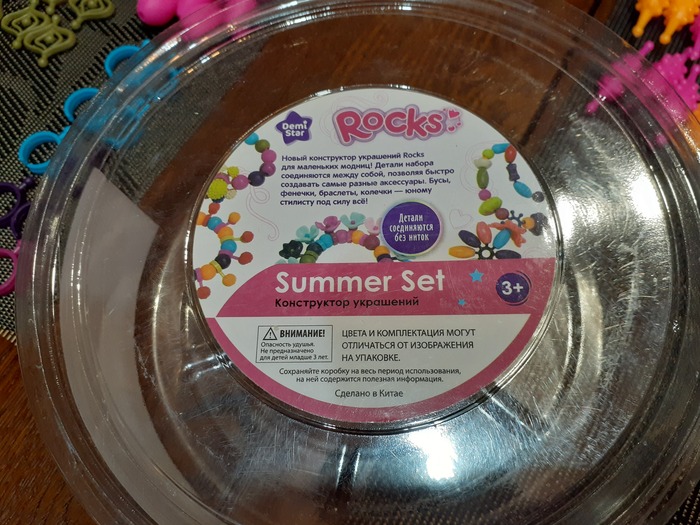 Demi
Star
Rocks
Новый конструктор украшений Rocks
для маленьких модниц! Детали набора
соединяются между собой, позволяя быстро
создавать самые разные аксессуары. Бусы,
фенечки, браслеты, колечки — юному
стилисту под силу всё!
Детали
соединяются
без ниток
Summer Set
Конструктор украшений
3+
ВНИМАНИЕ!
Опасность удушья.
Не предназначено
для детей младше 3 лет.
ЦВЕТА И КОМПЛЕКТАЦИЯ МОГУТ
ОТЛИЧАТЬСЯ ОТ ИЗОБРАЖЕНИЯ
НА УПАКОВКЕ.
Сохраняйте коробку на весь период использования,
на ней содержится полезная информация.
Сделано в Китае